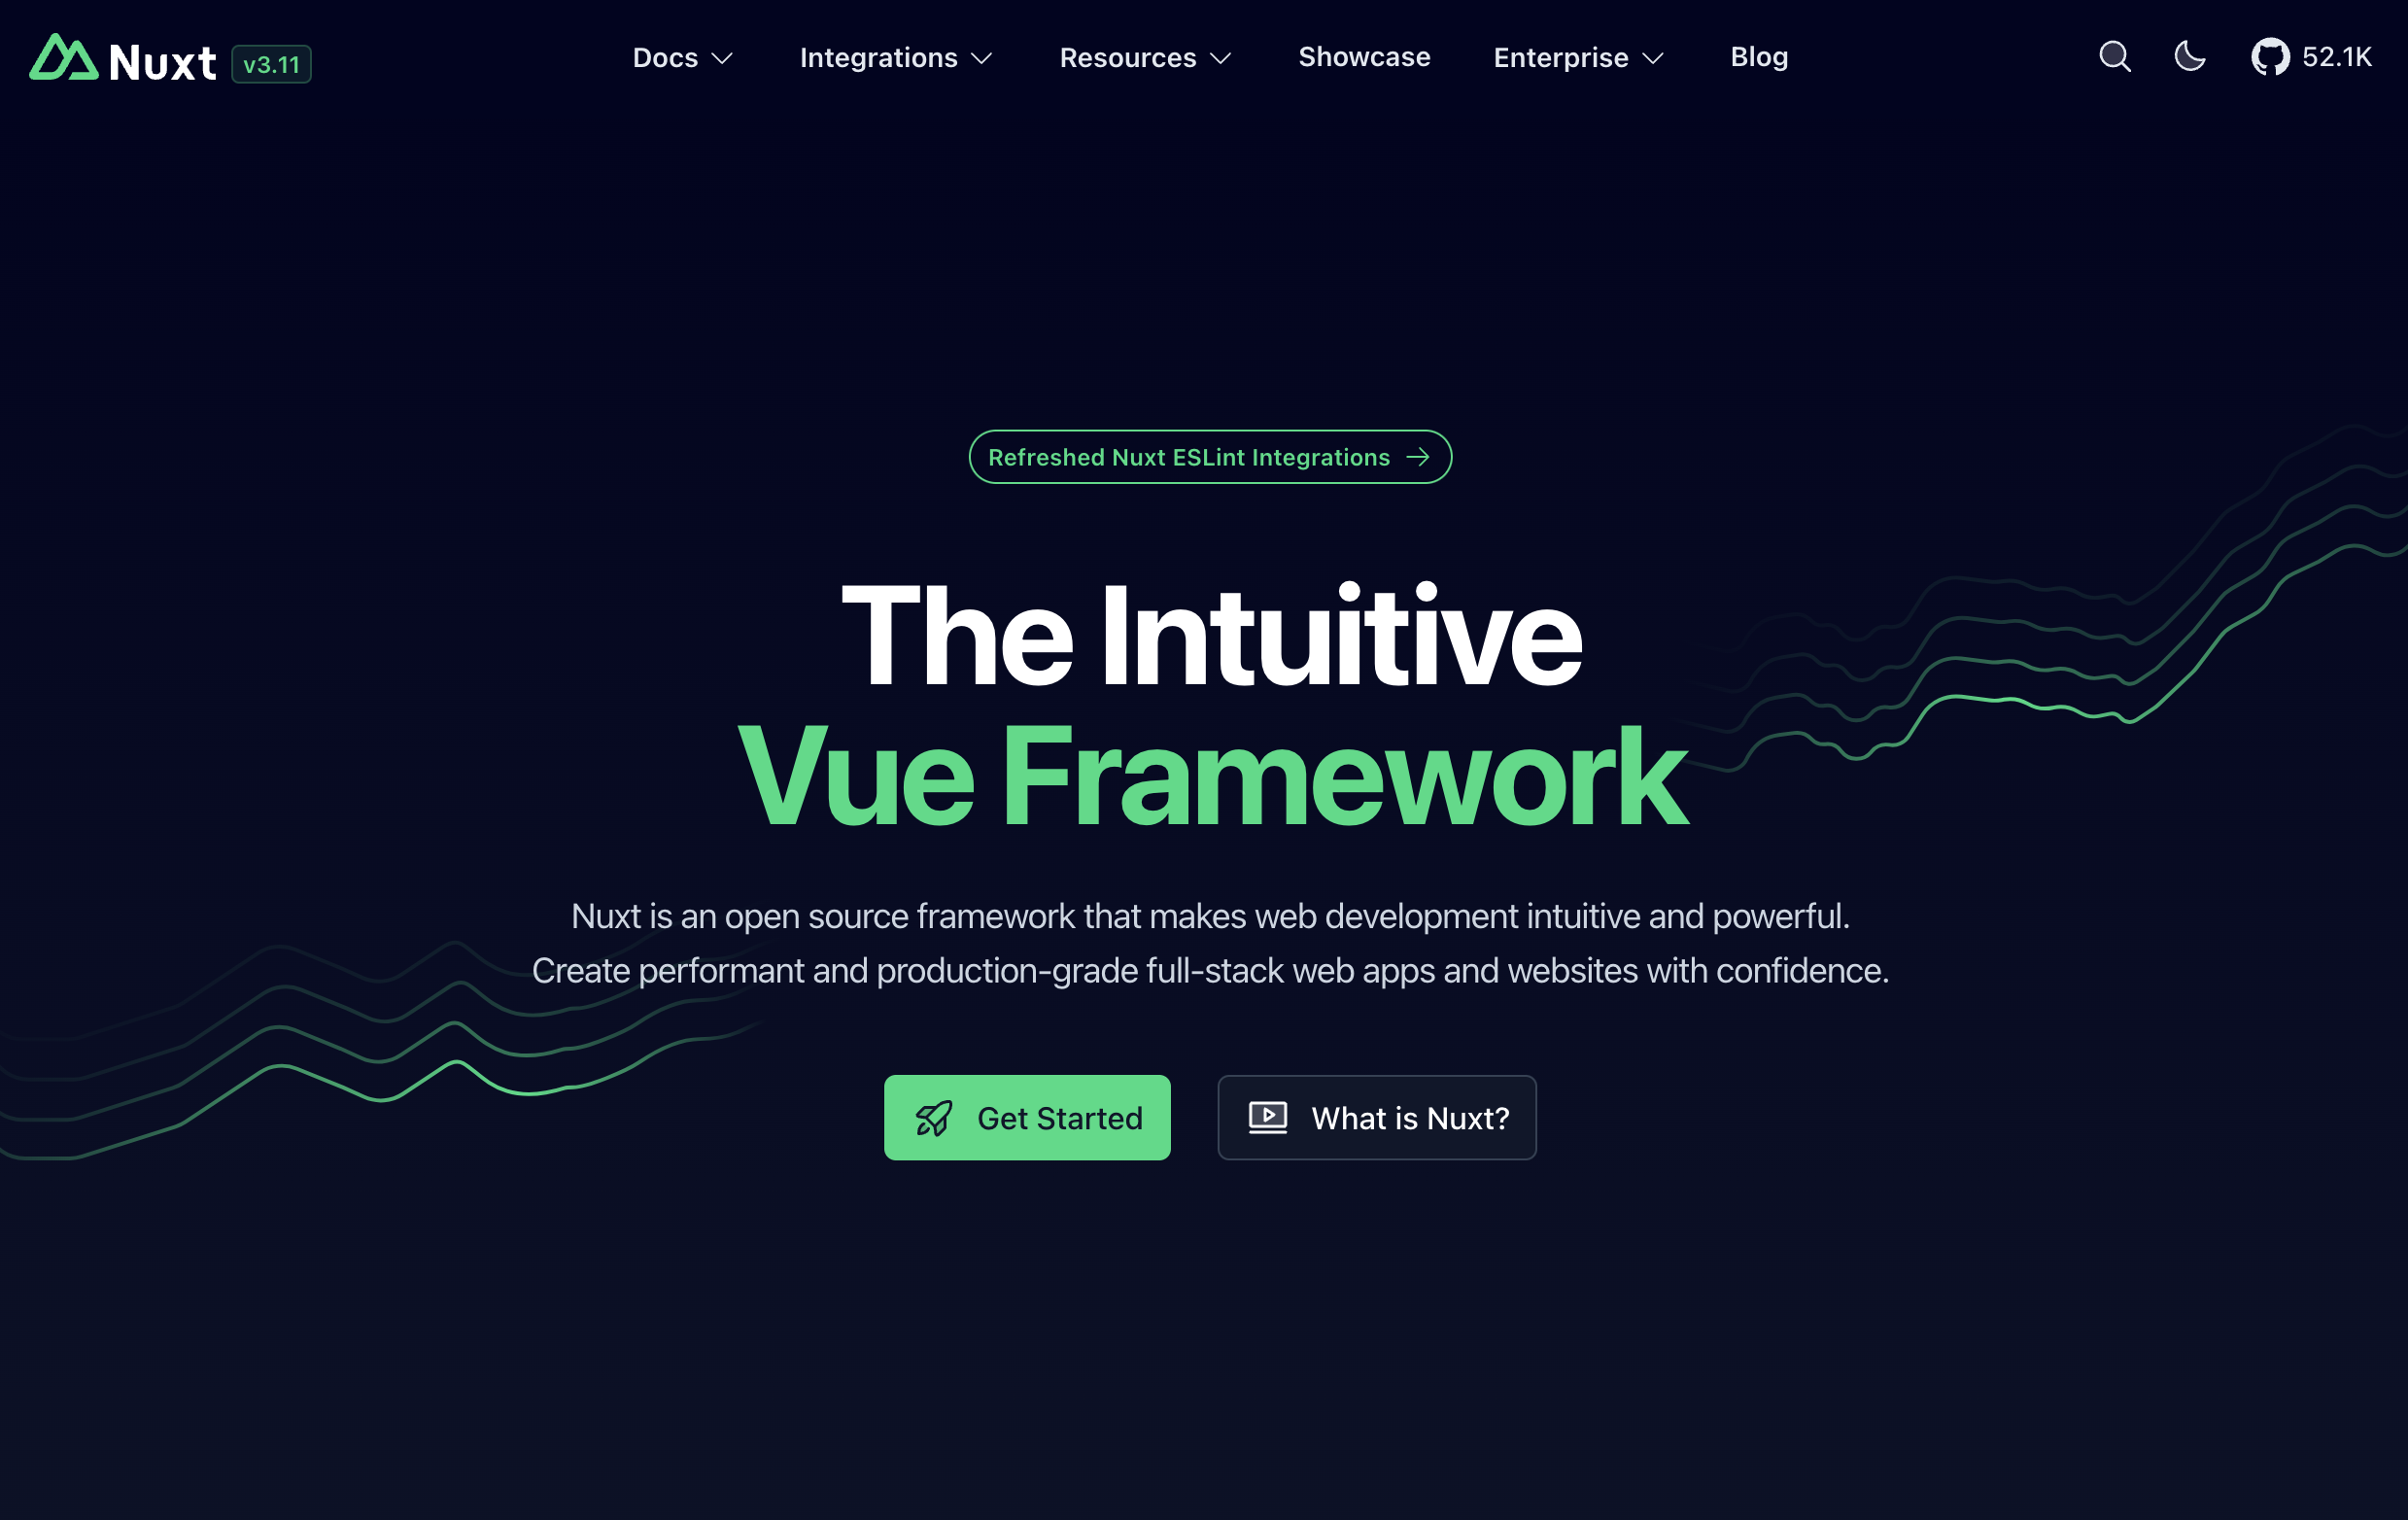 Nuxt v3.11 Docs Integrations Resources Showcase Enterprise Blog 52.1K
Refreshed Nuxt ESLint Integrations →
The Intuitive
Vue Framework
Nuxt is an open source framework that makes web development intuitive and powerful.
Create performant and production-grade full-stack web apps and websites with confidence.
Get Started What is Nuxt?